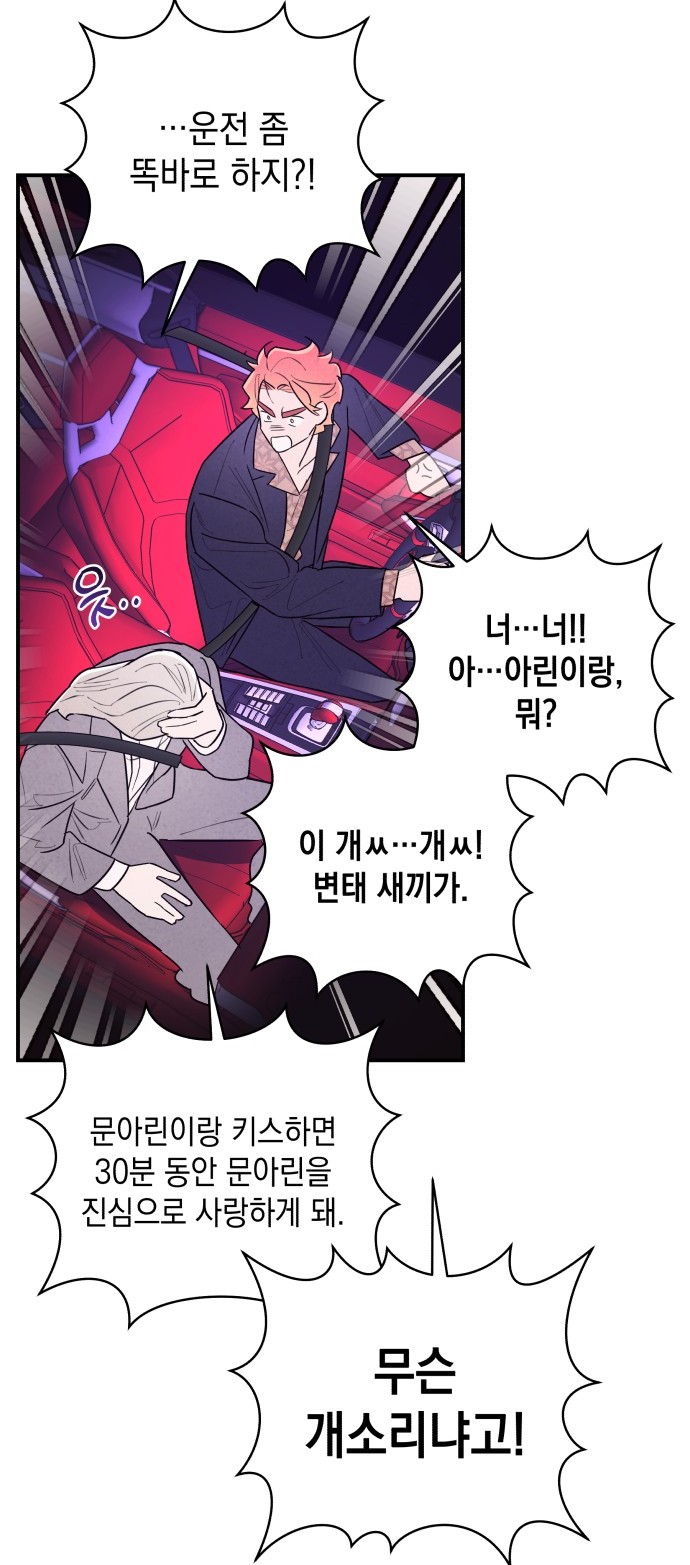 …운전 좀
똑바로 하지?!
너…너!!
아…아린이랑,
뭐?
윽..
이 개ㅆ…개ㅆ!
변태 새끼가.
문아린이랑 키스하면
30분 동안 문아린을
진심으로 사랑하게 돼.
무슨
개소리냐고!